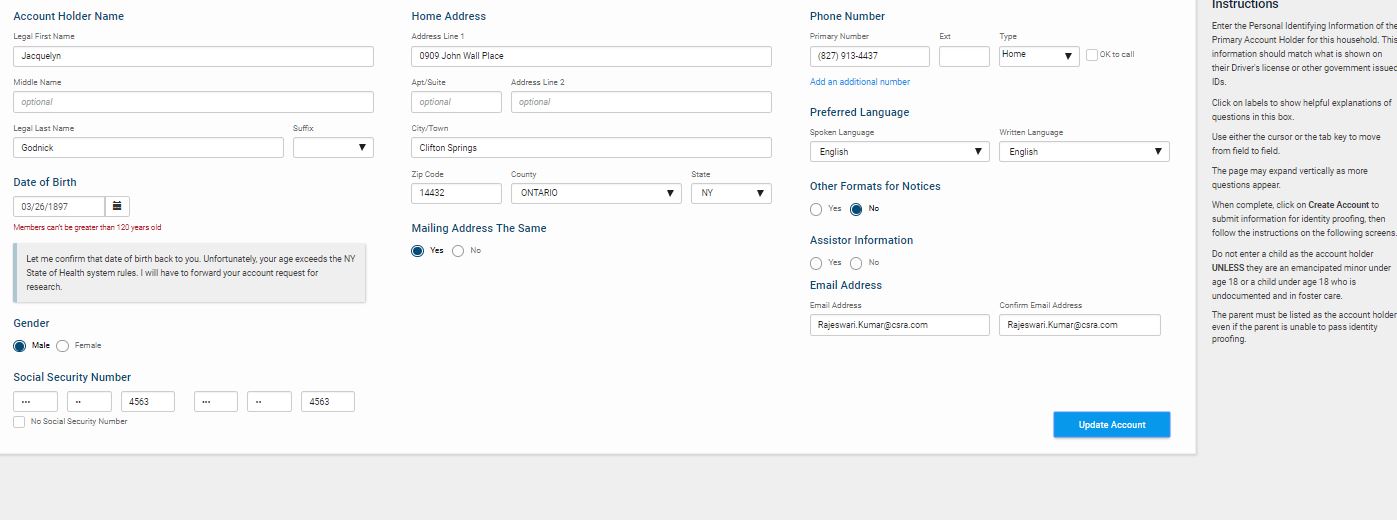 Account Holder Name
Legal First Name
Jacquelyn
Middle Name
optional
Legal Last Name
Suffix
Godnick
Date of Birth
03/26/1897
Members can't be greater than 120 years old
Let me confirm that date of birth back to you. Unfortunately, your age exceeds the NY
State of Health system rules. I will have to forward your account request for
research.
Gender
Male
Female
Social Security Number
••• •• 4563 ••• •• 4563
No Social Security Number
Home Address
Address Line 1
0909 John Wall Place
Apt/Suite
Address Line 2
optional
optional
City/Town
Clifton Springs
Zip Code
County
State
14432
ONTARIO
NY
Mailing Address The Same
Yes
No
Phone Number
Primary Number
Ext
Type
(827) 913-4437
Home
OK to call
Add an additional number
Preferred Language
Spoken Language
Written Language
English
English
Other Formats for Notices
Yes
No
Assistor Information
Yes
No
Email Address
Email Address
Confirm Email Address
Rajeswari.Kumar@csra.com
Rajeswari.Kumar@csra.com
Update Account
Instructions
Enter the Personal Identifying Information of the
Primary Account Holder for this household. This
information should match what is shown on
their Driver's license or other government issued
IDs.
Click on labels to show helpful explanations of
questions in this box.
Use either the cursor or the tab key to move
from field to field.
The page may expand vertically as more
questions appear.
When complete, click on Create Account to
submit information for identity proofing, then
follow the instructions on the following screens.
Do not enter a child as the account holder
UNLESS they are an emancipated minor under
age 18 or a child under age 18 who is
undocumented and in foster care.
The parent must be listed as the account holder
even if the parent is unable to pass identity
proofing.